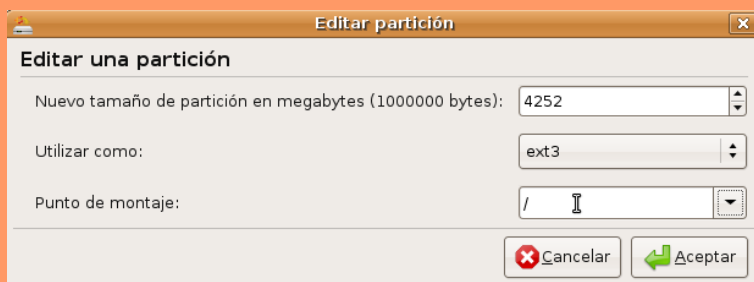 Editar partición
Editar una partición
Nuevo tamaño de partición en megabytes (1000000 bytes): 4252
Utilizar como: ext3
Punto de montaje: /
Cancelar Aceptar